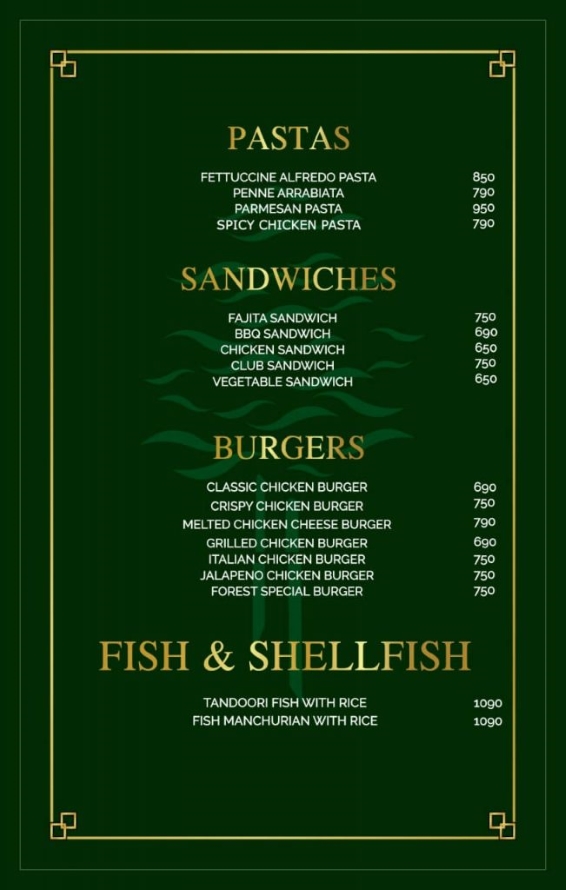 PASTAS
FETTUCCINE ALFREDO PASTA 850
PENNE ARRABIATA 790
PARMESAN PASTA 950
SPICY CHICKEN PASTA 790
SANDWICHES
FAJITA SANDWICH 750
BBQ SANDWICH 690
CHICKEN SANDWICH 650
CLUB SANDWICH 750
VEGETABLE SANDWICH 650
BURGERS
CLASSIC CHICKEN BURGER 690
CRISPY CHICKEN BURGER 750
MELTED CHICKEN CHEESE BURGER 790
GRILLED CHICKEN BURGER 690
ITALIAN CHICKEN BURGER 750
JALAPENO CHICKEN BURGER 750
FOREST SPECIAL BURGER 750
FISH & SHELLFISH
TANDOORI FISH WITH RICE 1090
FISH MANCHURIAN WITH RICE 1090